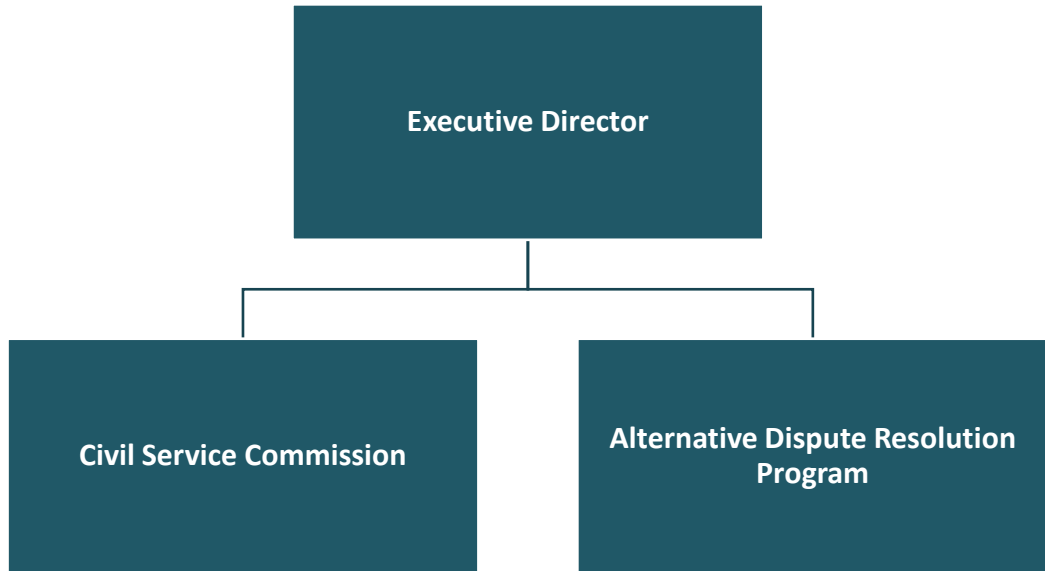 Executive Director
Civil Service Commission
Alternative Dispute Resolution
Program